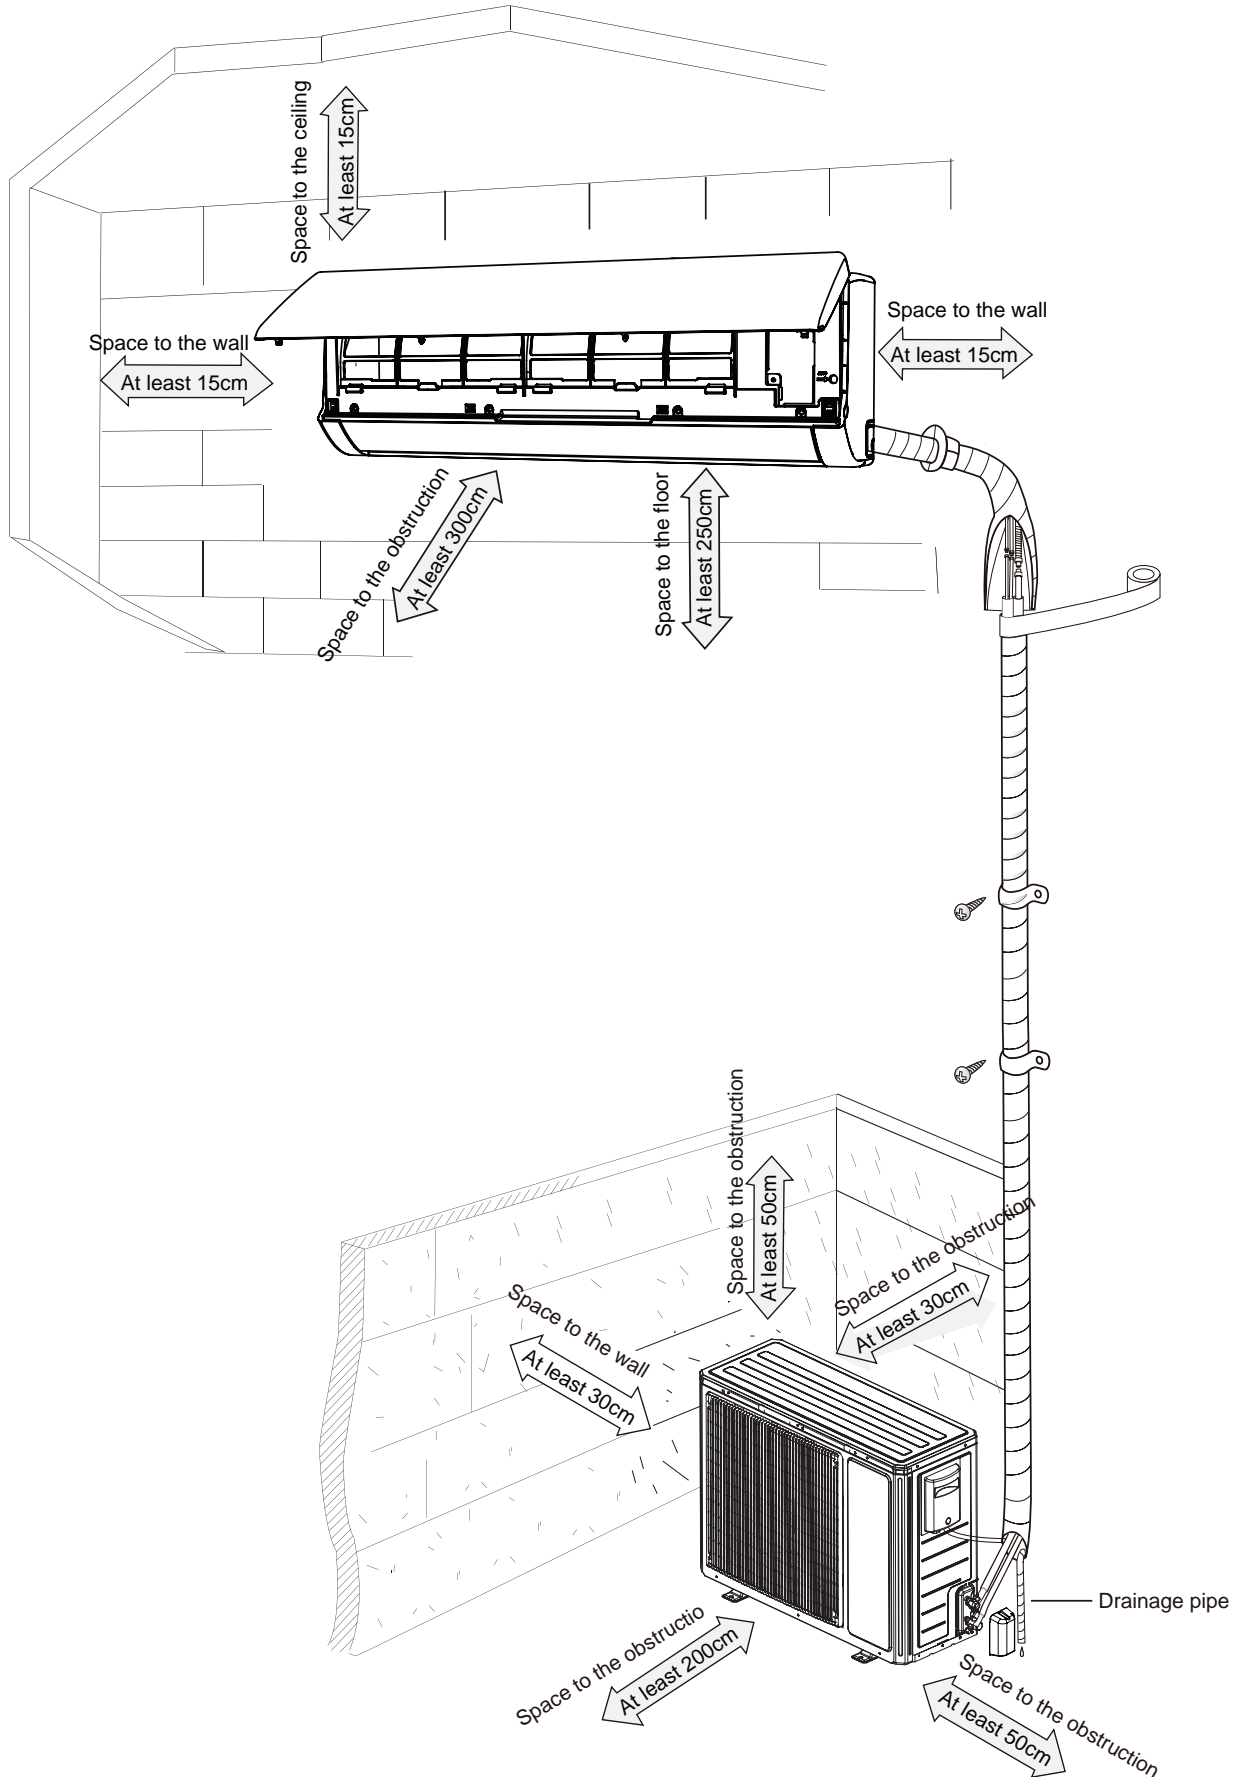 Space to the ceiling
At least 15cm
Space to the wall
At least 15cm
Space to the wall
At least 15cm
Space to the obstruction
At least 300cm
Space to the floor
At least 250cm
Space to the obstruction
At least 50cm
Space to the obstruction
At least 30cm
Space to the wall
At least 30cm
Drainage pipe
Space to the obstructio
At least 200cm
Space to the obstruction
At least 50cm